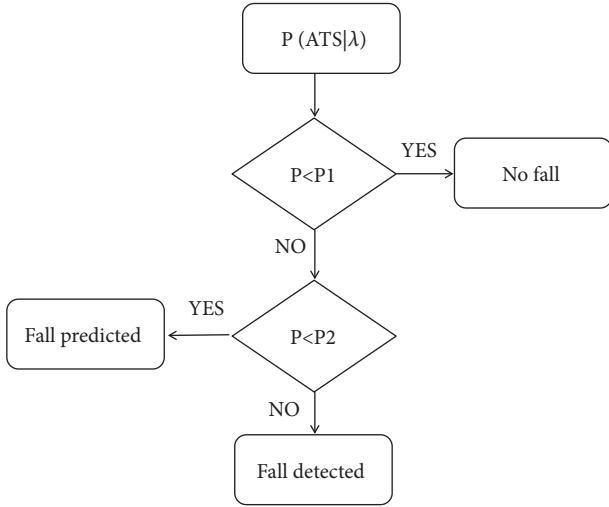 P (ATS|λ)
P<P1
YES
No fall
NO
P<P2
YES
Fall predicted
NO
Fall detected